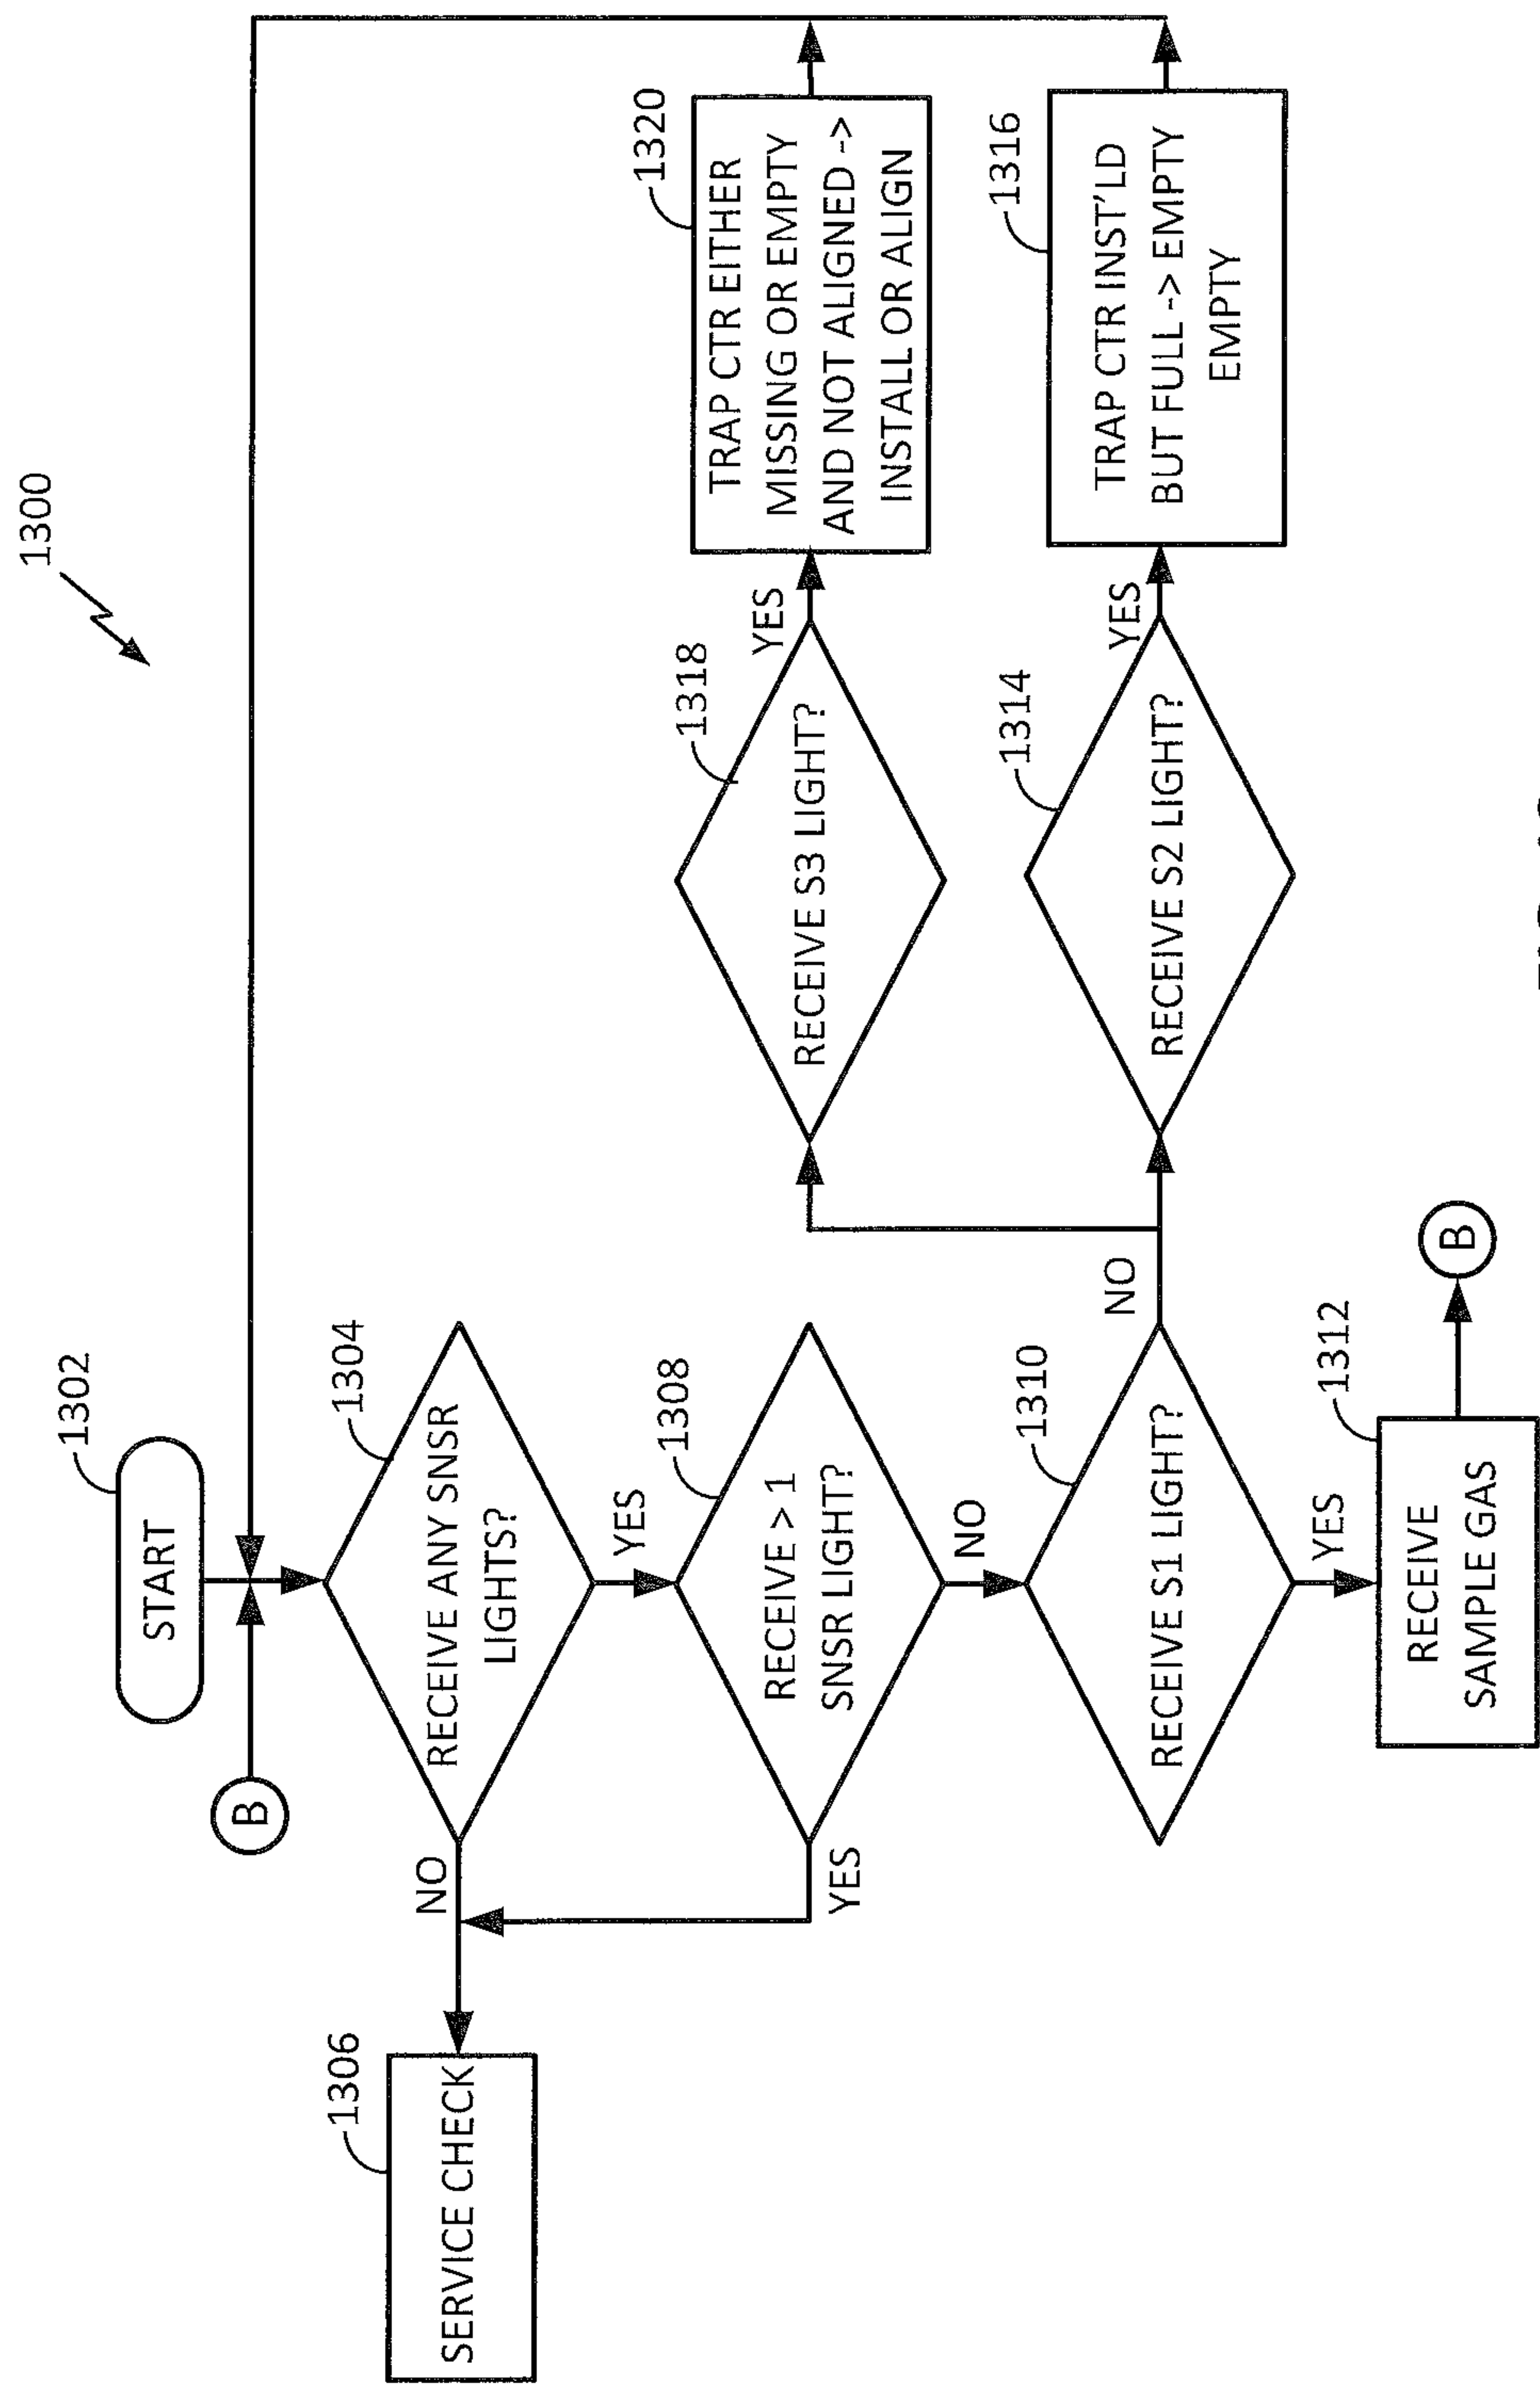 1300
START
1302
B
RECEIVE ANY SNSR
LIGHTS?
1304
NO
YES
SERVICE CHECK
1306
RECEIVE > 1
SNSR LIGHT?
1308
YES
NO
RECEIVE S1 LIGHT?
1310
NO
YES
RECEIVE
SAMPLE GAS
1312
B
RECEIVE S3 LIGHT?
1318
YES
TRAP CTR EITHER
MISSING OR EMPTY
AND NOT ALIGNED ->
INSTALL OR ALIGN
1320
RECEIVE S2 LIGHT?
1314
YES
TRAP CTR INST'LD
BUT FULL -> EMPTY
EMPTY
1316